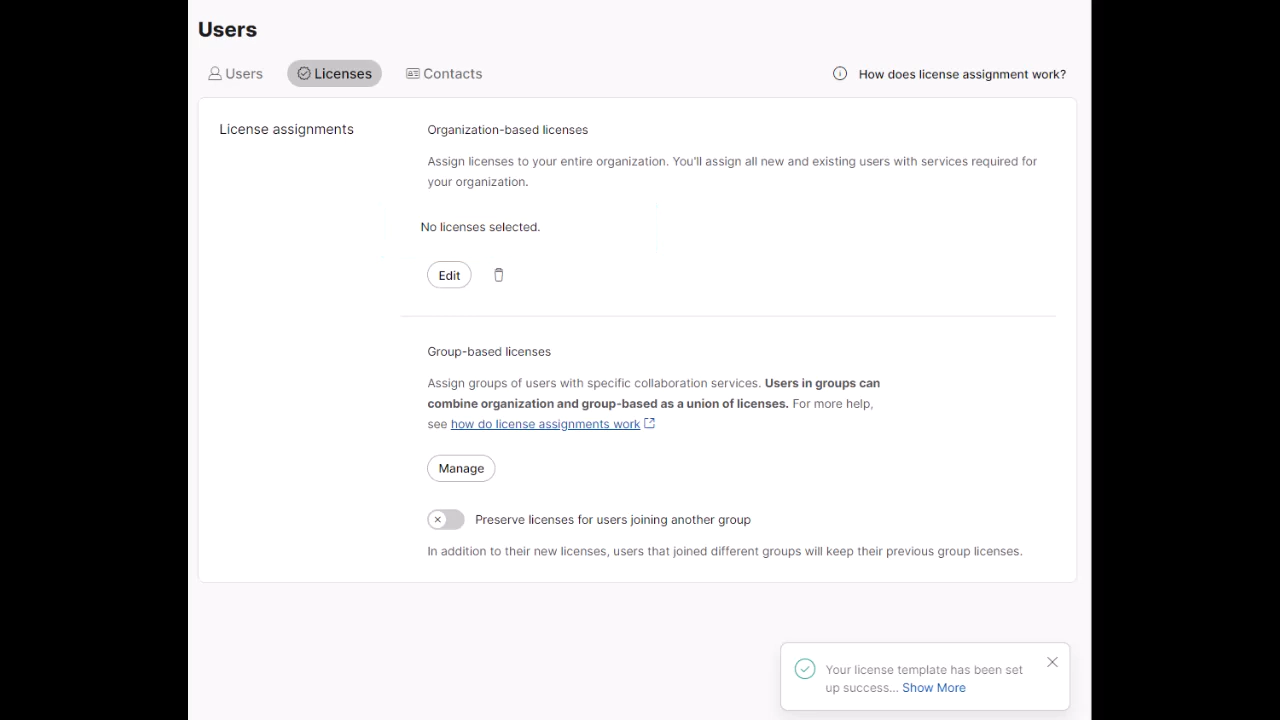 Users
Users
Licenses
Contacts
How does license assignment work?
License assignments
Organization-based licenses
Assign licenses to your entire organization. You'll assign all new and existing users with services required for
your organization.
No licenses selected.
Edit
Group-based licenses
Assign groups of users with specific collaboration services. Users in groups can
combine organization and group-based as a union of licenses. For more help,
see how do license assignments work
Manage
Preserve licenses for users joining another group
In addition to their new licenses, users that joined different groups will keep their previous group licenses.
Your license template has been set
up success... Show More